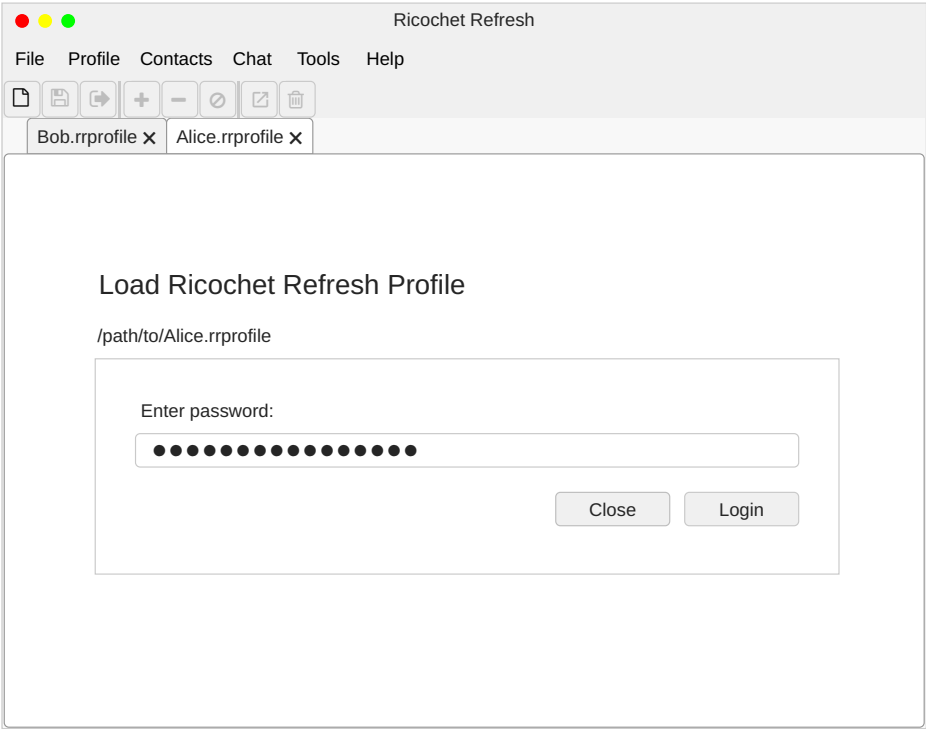 Ricochet Refresh
File Profile Contacts Chat Tools Help
Bob.rrprofile Alice.rrprofile
Load Ricochet Refresh Profile
/path/to/Alice.rrprofile
Enter password:
Close Login